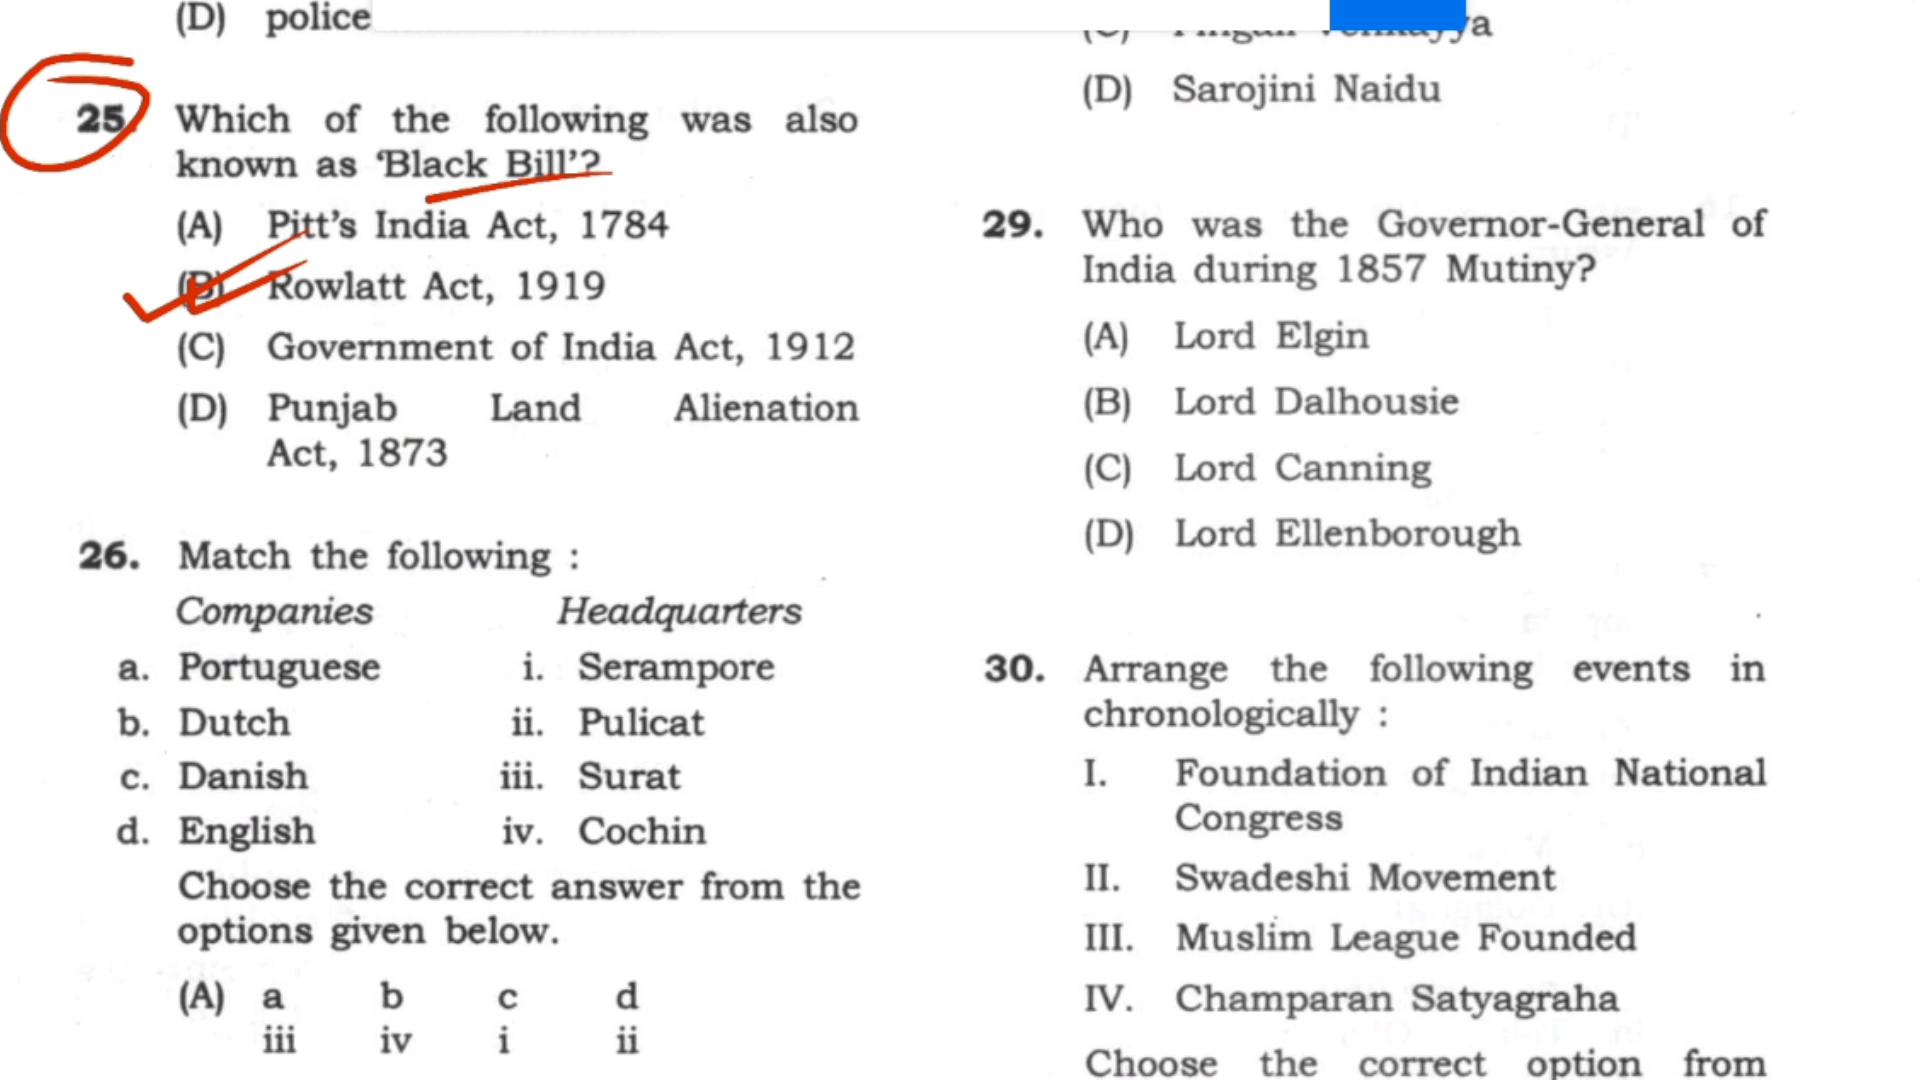 (D) police
25. Which of the following was also
known as ‘Black Bill’?
(A) Pitt’s India Act, 1784
(B) Rowlatt Act, 1919
(C) Government of India Act, 1912
(D) Punjab Land Alienation
Act, 1873
26. Match the following :
Companies Headquarters
a. Portuguese i. Serampore
b. Dutch ii. Pulicat
c. Danish iii. Surat
d. English iv. Cochin
Choose the correct answer from the
options given below.
(A) a b c d
iii iv i ii
(D) Sarojini Naidu
29. Who was the Governor-General of
India during 1857 Mutiny?
(A) Lord Elgin
(B) Lord Dalhousie
(C) Lord Canning
(D) Lord Ellenborough
30. Arrange the following events in
chronologically :
I. Foundation of Indian National
Congress
II. Swadeshi Movement
III. Muslim League Founded
IV. Champaran Satyagraha
Choose the correct option from